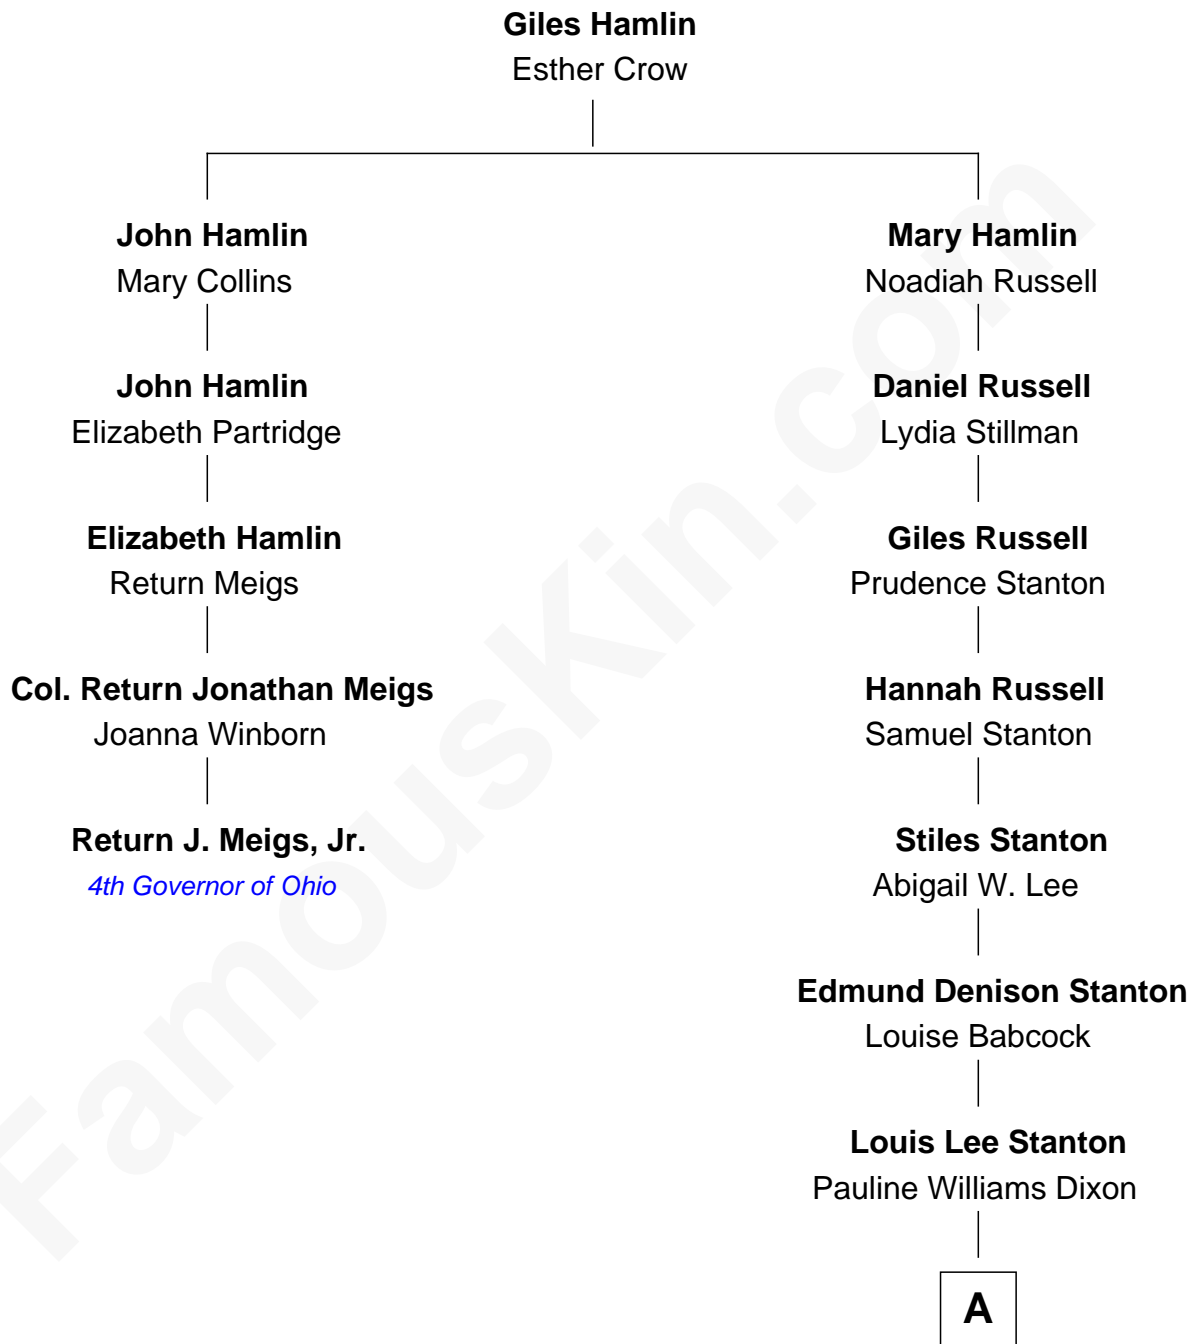 Giles Hamlin
Esther Crow
John Hamlin
Mary Collins
Mary Hamlin
Noadiah Russell
John Hamlin
Elizabeth Partridge
Daniel Russell
Lydia Stillman
Elizabeth Hamlin
Return Meigs
Giles Russell
Prudence Stanton
Col. Return Jonathan Meigs
Joanna Winborn
Hannah Russell
Samuel Stanton
Return J. Meigs, Jr.
4th Governor of Ohio
Stiles Stanton
Abigail W. Lee
Edmund Denison Stanton
Louise Babcock
Louis Lee Stanton
Pauline Williams Dixon
A
FamousKin.com